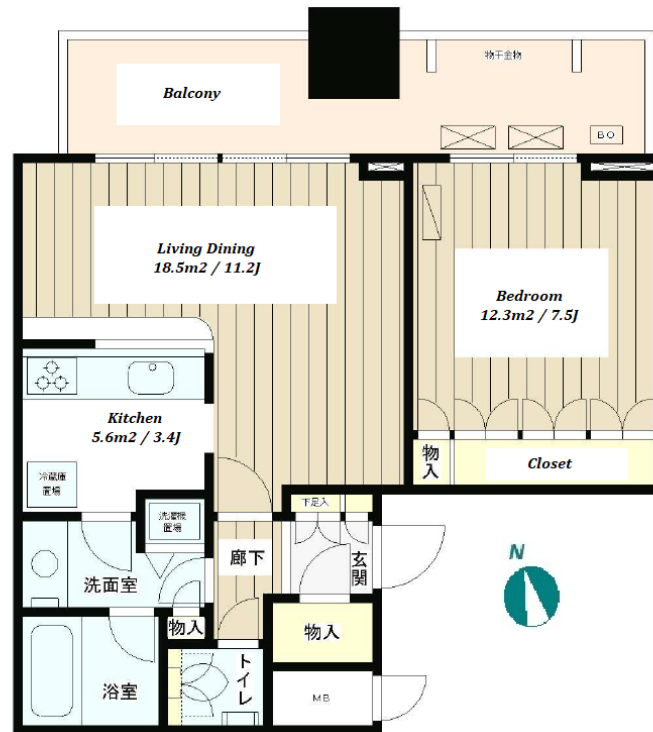 物干金物
Balcony
BO
Living Dining
18.5m2 / 11.2J
Bedroom
12.3m2 / 7.5J
Kitchen
5.6m2 / 3.4J
物入
Closet
冷蔵庫
置場
洗濯機
置場
下足入
廊下
玄関
洗面室
N
物入
物入
浴室
トイレ
MB